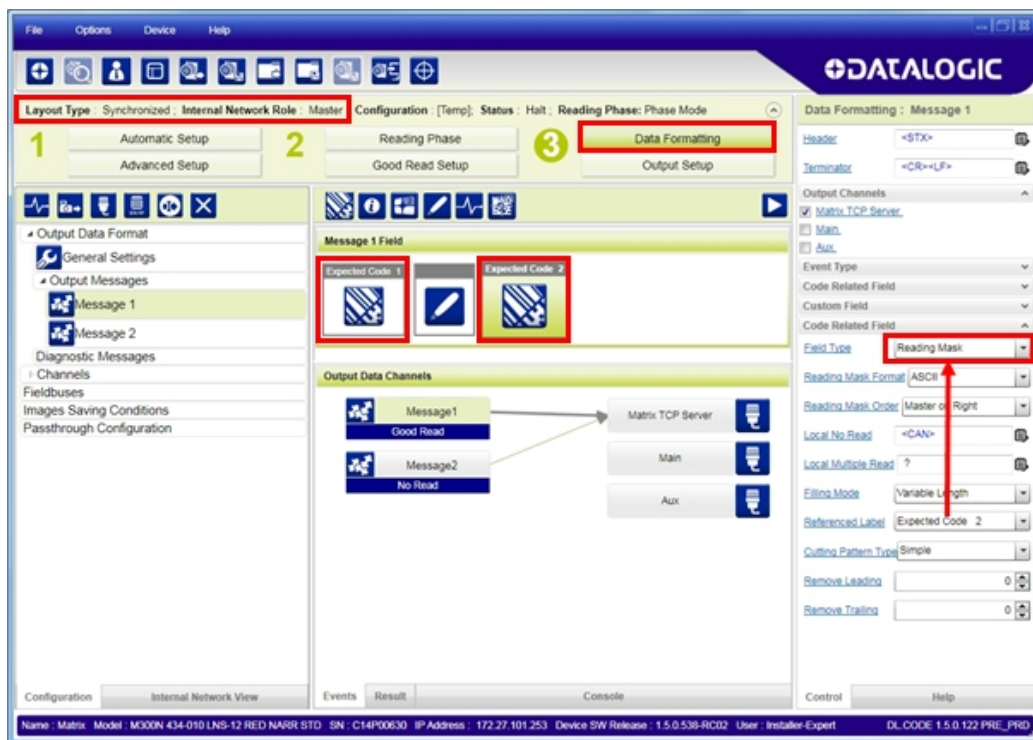 File Options Device Help
DATALOGIC
Layout Type : Synchronized ; Internal Network Role : Master Configuration : [Temp]; Status : Halt ; Reading Phase: Phase Mode
1 Automatic Setup 2 Reading Phase 3 Data Formatting
Advanced Setup Good Read Setup Output Setup
Output Data Format
General Settings
Output Messages
Message 1
Message 2
Diagnostic Messages
Channels
Fieldbuses
Images Saving Conditions
Passthrough Configuration
Configuration Internal Network View
Message 1 Field
Expected Code 1 Expected Code 2
Output Data Channels
Message1
Good Read
Message2
No Read
Matrix TCP Server
Main
Aux
Events Result Console
Data Formatting : Message 1
Header <STX>
Terminator <CR><LF>
Output Channels
Matrix TCP Server
Main
Aux
Event Type
Code Related Field
Custom Field
Code Related Field
Field Type Reading Mask
Reading Mask Format ASCII
Reading Mask Order Master on Right
Local No Read <CAN>
Local Multiple Read ?
Filling Mode Variable Length
Referenced Label Expected Code 2
Cutting Pattern Type Simple
Remove Leading 0
Remove Trailing 0
Control Help
Name : Matrix Model : M300N 434-010 LNS-12 RED NARR STD SN : C14P00630 IP Address : 172.27.101.253 Device SW Release : 1.5.0.538-RC02 User : Installer-Expert DL.CODE 1.5.0.122 PRE_PRD